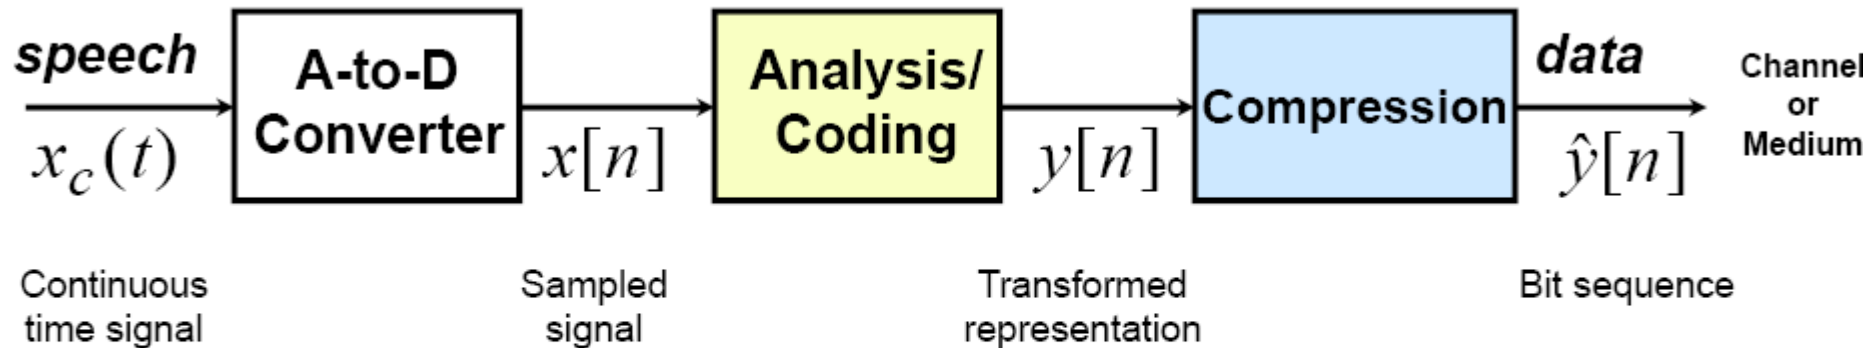 speech
x_c(t)
A-to-D
Converter
x[n]
Analysis/
Coding
y[n]
Compression
data
ŷ[n]
Channel
or
Medium
Continuous
time signal
Sampled
signal
Transformed
representation
Bit sequence